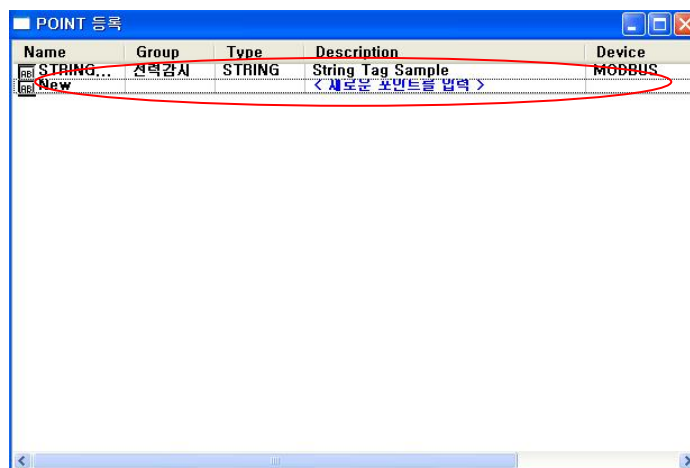 POINT 등록
Name Group Type Description Device
STRING... 전력감시 STRING String Tag Sample MODBUS
New < 새로운 포인트를 입력 >